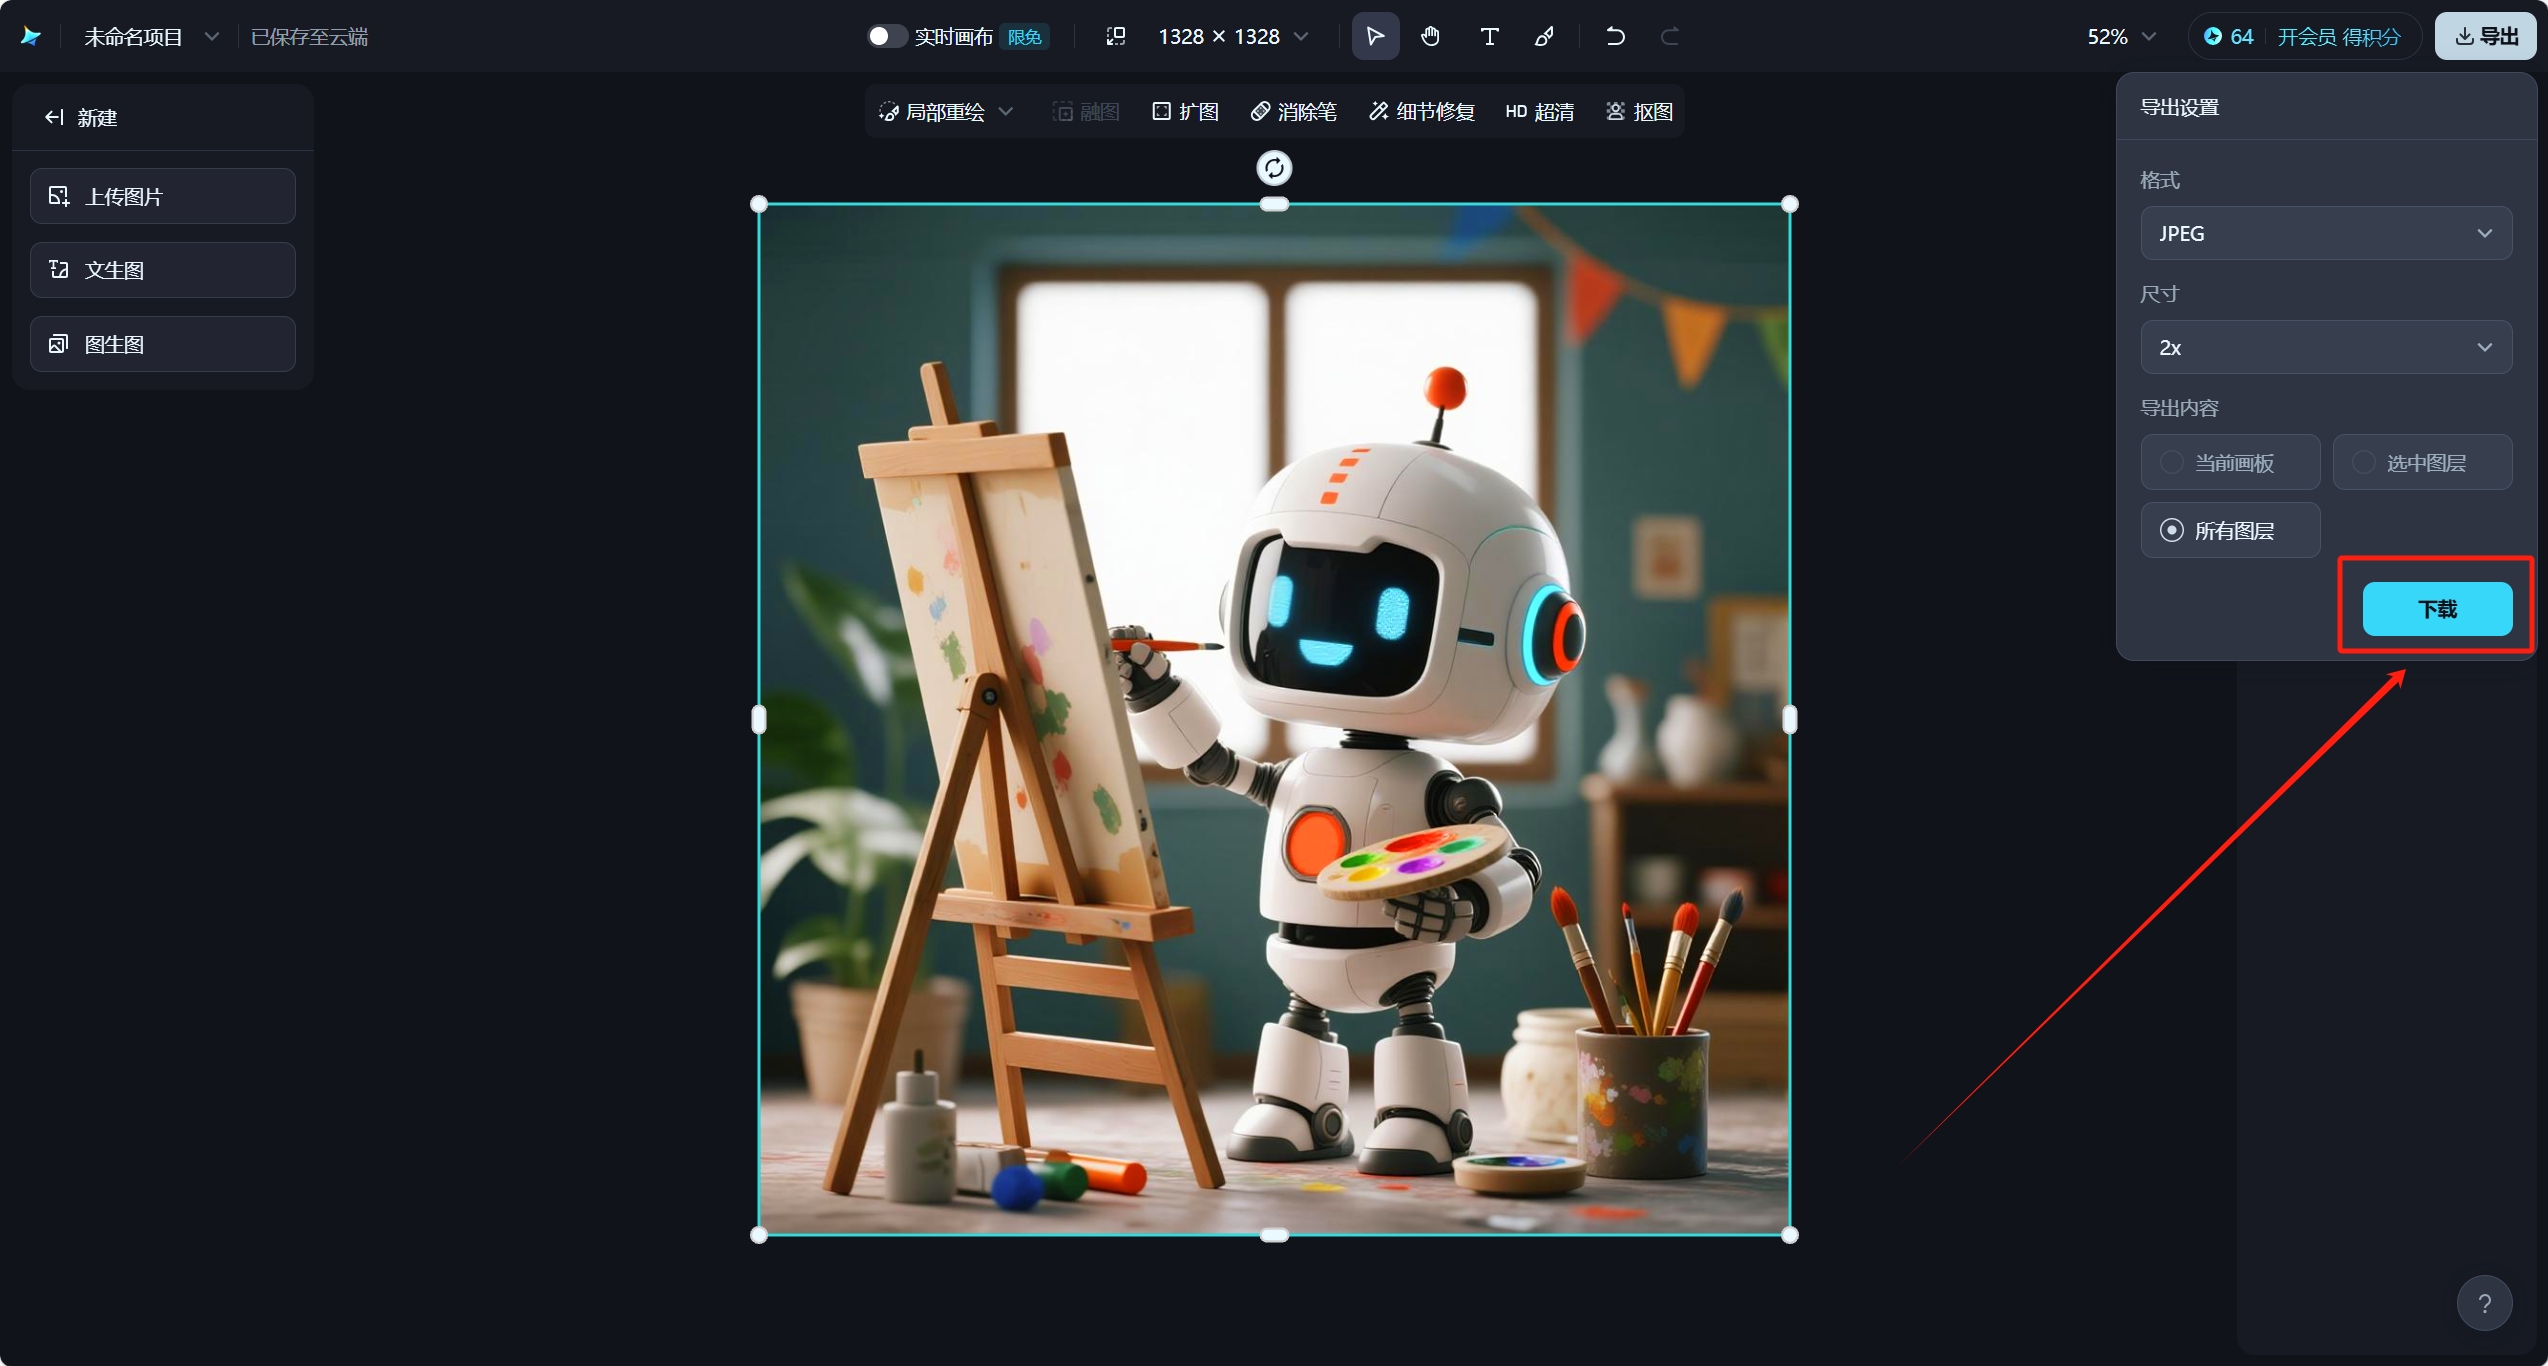 未命名项目
已保存至云端
实时画布 限免
1328 × 1328
52%
64 开会员 得积分
导出
新建
上传图片
文生图
图生图
局部重绘
融图
扩图
消除笔
细节修复
HD 超清
抠图
导出设置
格式
JPEG
尺寸
2x
导出内容
当前画板
选中图层
所有图层
下载
?